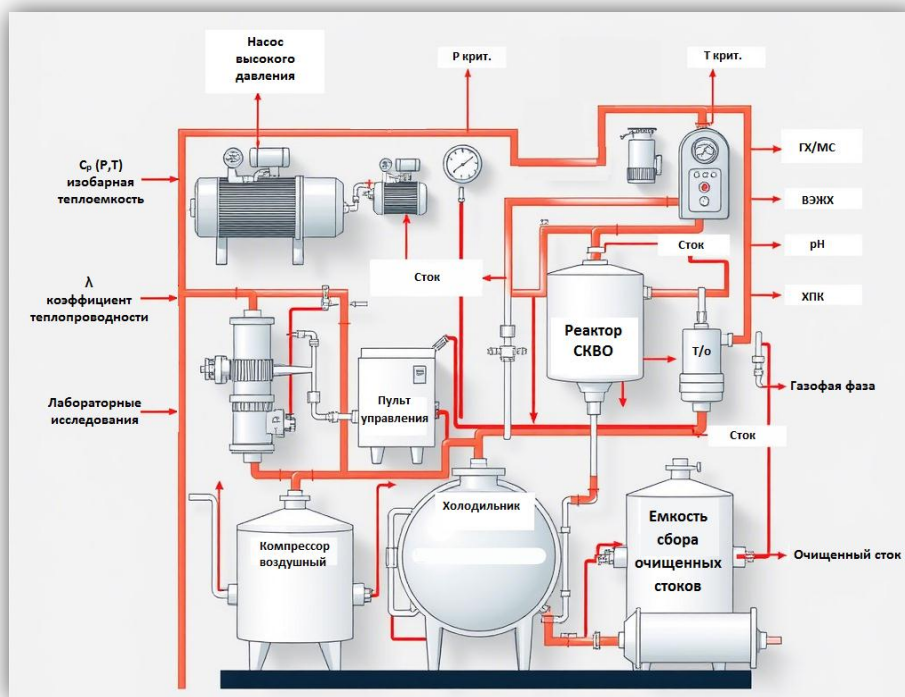 Насос
высокого
давления
P крит.
T крит.
Cₚ (P,T)
изобарная
теплоемкость
ГХ/МС
ВЭЖХ
pH
ХПК
Сток
Сток
λ
коэффициент
теплопроводности
Реактор
СКВО
Т/о
Газофая фаза
Пульт
управления
Лабораторные
исследования
Сток
Холодильник
Компрессор
воздушный
Емкость
сбора
очищенных
стоков
Очищенный сток